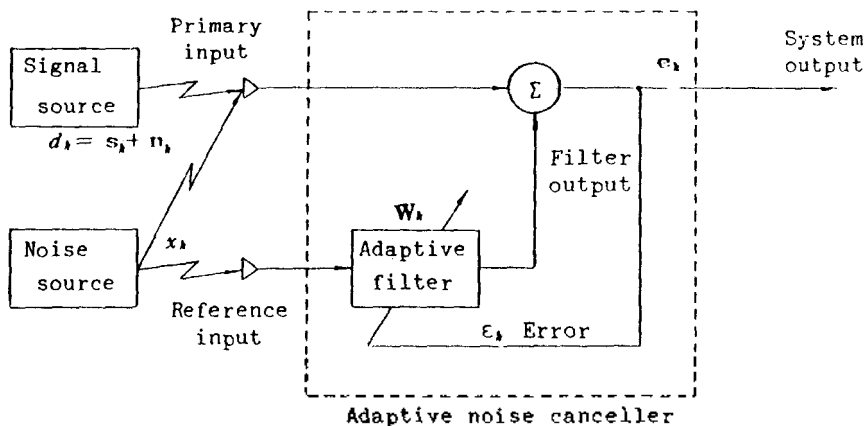 Primary
input
Signal
source
d_k = s_k + n_k
Σ
e_k
System
output
Filter
output
Noise
source
x_k
Reference
input
W_k
Adaptive
filter
ε_k Error
Adaptive noise canceller